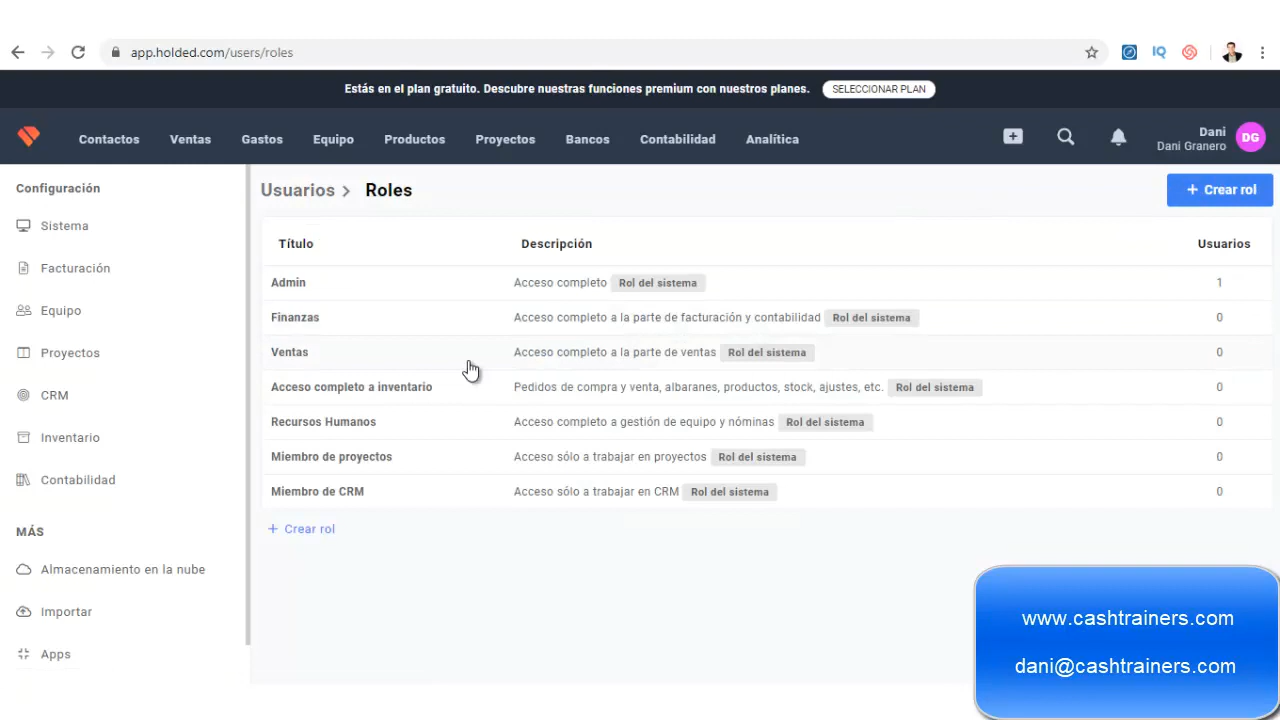 app.holded.com/users/roles
IQ
Estás en el plan gratuito. Descubre nuestras funciones premium con nuestros planes. SELECCIONAR PLAN
Contactos Ventas Gastos Equipo Productos Proyectos Bancos Contabilidad Analítica
Dani
Dani Granero
DG
Configuración
Sistema
Facturación
Equipo
Proyectos
CRM
Inventario
Contabilidad
MÁS
Almacenamiento en la nube
Importar
Apps
Usuarios > Roles
+ Crear rol
Título Descripción Usuarios
Admin Acceso completo Rol del sistema 1
Finanzas Acceso completo a la parte de facturación y contabilidad Rol del sistema 0
Ventas Acceso completo a la parte de ventas Rol del sistema 0
Acceso completo a inventario Pedidos de compra y venta, albaranes, productos, stock, ajustes, etc. Rol del sistema 0
Recursos Humanos Acceso completo a gestión de equipo y nóminas Rol del sistema 0
Miembro de proyectos Acceso sólo a trabajar en proyectos Rol del sistema 0
Miembro de CRM Acceso sólo a trabajar en CRM Rol del sistema 0
+ Crear rol
www.cashtrainers.com
dani@cashtrainers.com